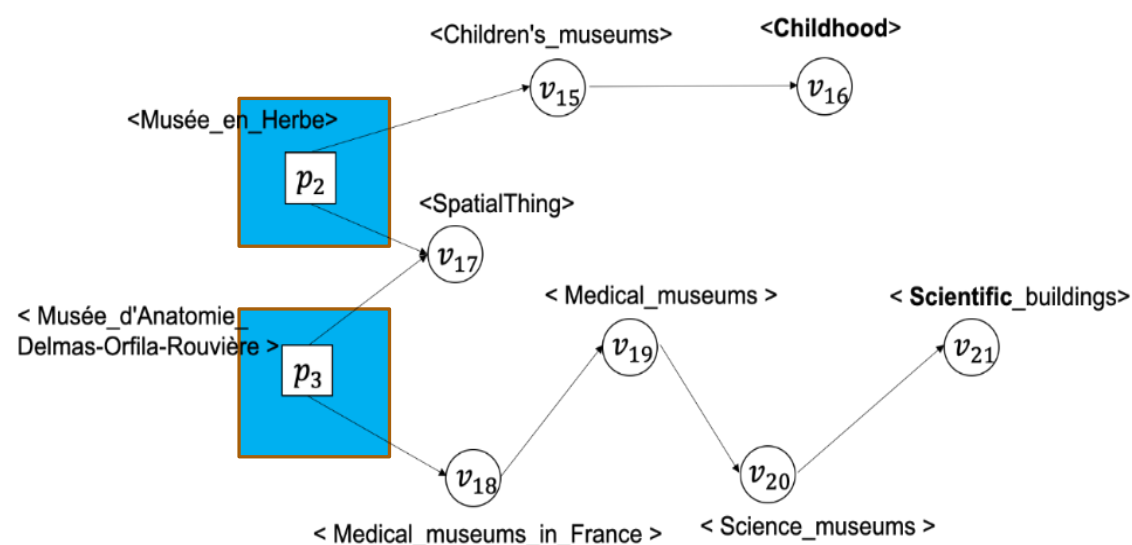 <Children's_museums>
<Childhood>
v15
v16
<Musée_en_Herbe>
p2
<SpatialThing>
v17
< Medical_museums >
< Scientific_buildings>
< Musée_d'Anatomie_
Delmas-Orfila-Rouvière >
p3
v19
v21
v18
v20
< Medical_museums_in_France >
< Science_museums >